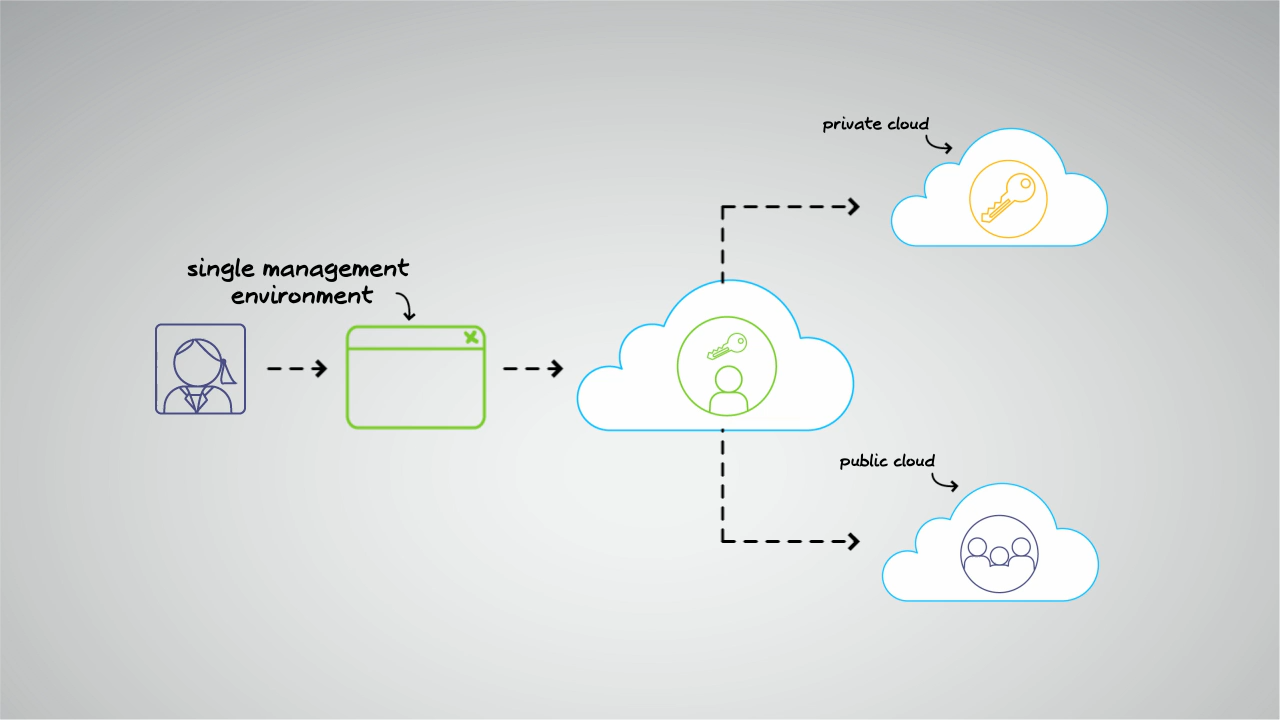 private cloud
single management
environment
public cloud